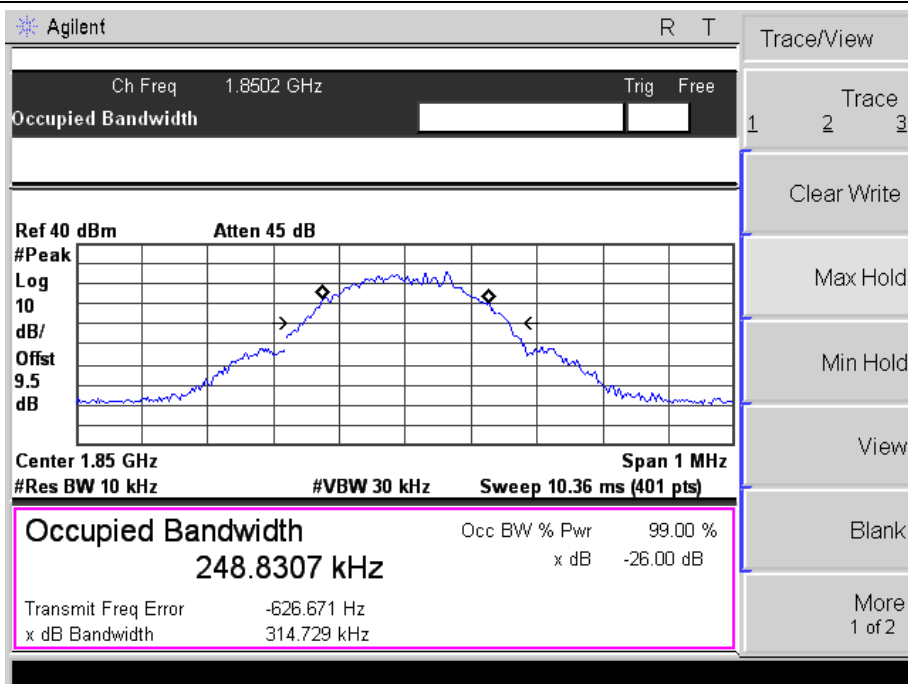 Agilent R T
Ch Freq 1.8502 GHz Trig Free
Occupied Bandwidth
Ref 40 dBm Atten 45 dB
#Peak
Log
10
dB/
Offst
9.5
dB
Center 1.85 GHz Span 1 MHz
#Res BW 10 kHz #VBW 30 kHz Sweep 10.36 ms (401 pts)
Occupied Bandwidth
248.8307 kHz
Occ BW % Pwr 99.00 %
x dB -26.00 dB
Transmit Freq Error -626.671 Hz
x dB Bandwidth 314.729 kHz
Trace/View
Trace
1 2 3
Clear Write
Max Hold
Min Hold
View
Blank
More
1 of 2